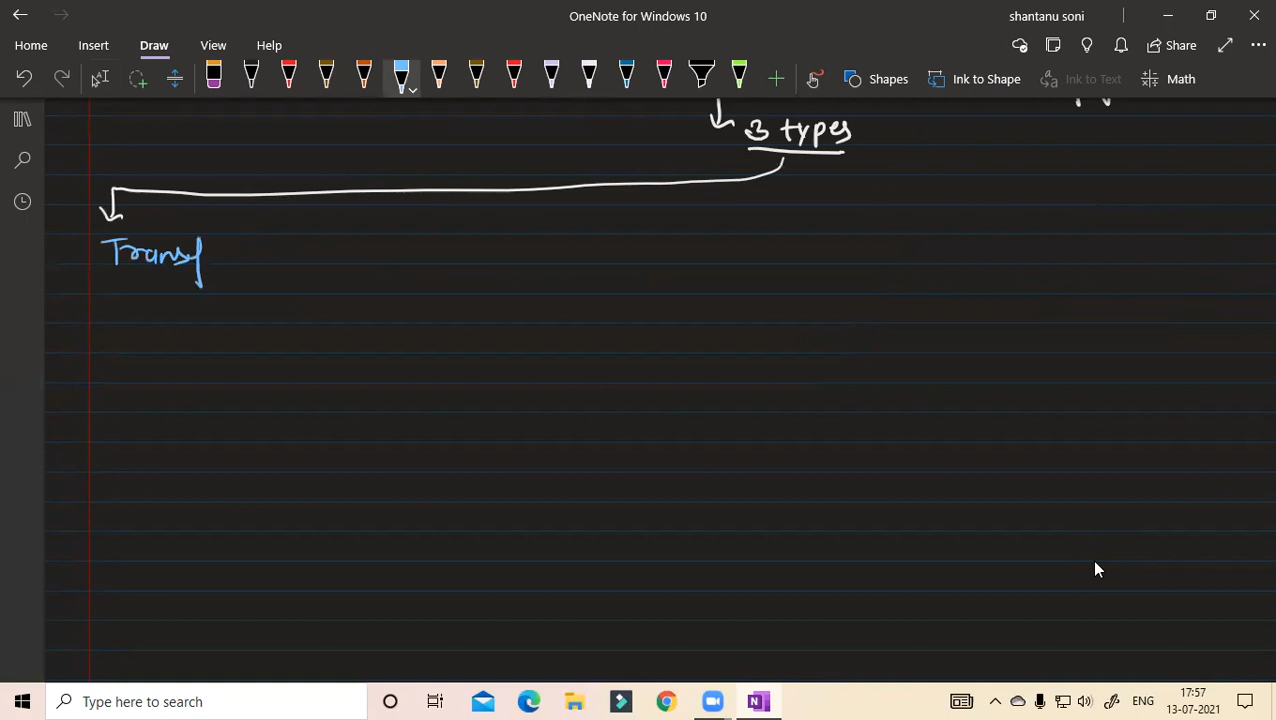 OneNote for Windows 10
shantanu soni
Home Insert Draw View Help
Share
Shapes Ink to Shape Ink to Text Math
3 types
Transf
Type here to search
ENG
17:57
13-07-2021